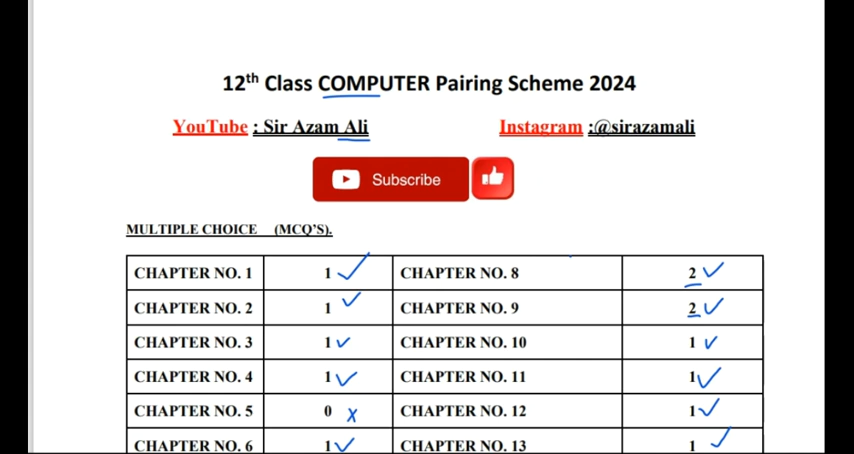 12th Class COMPUTER Pairing Scheme 2024
YouTube : Sir Azam Ali Instagram :@sirazamali
Subscribe
MULTIPLE CHOICE (MCQ'S).
CHAPTER NO. 1 1 CHAPTER NO. 8 2
CHAPTER NO. 2 1 CHAPTER NO. 9 2
CHAPTER NO. 3 1 CHAPTER NO. 10 1
CHAPTER NO. 4 1 CHAPTER NO. 11 1
CHAPTER NO. 5 0 CHAPTER NO. 12 1
CHAPTER NO. 6 1 CHAPTER NO. 13 1